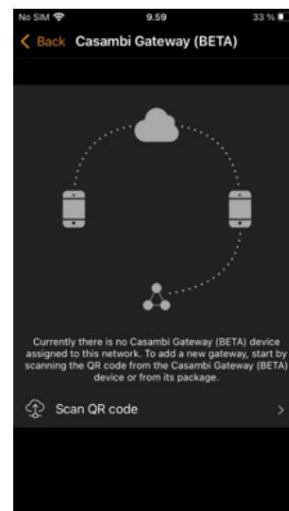 No SIM 9.59 33 %
Back Casambi Gateway (BETA)
Currently there is no Casambi Gateway (BETA) device
assigned to this network. To add a new gateway, start by
scanning the QR code from the Casambi Gateway (BETA)
device or from its package.
Scan QR code